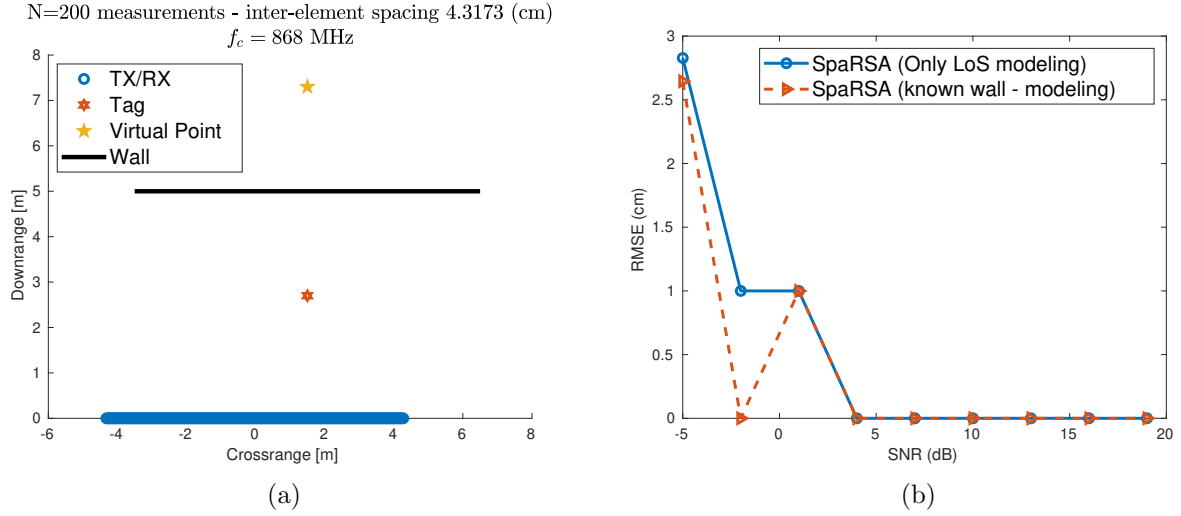 N=200 measurements - inter-element spacing 4.3173 (cm)
f_c = 868 MHz
8
7
6
5
4
3
2
1
0
Downrange [m]
TX/RX
Tag
Virtual Point
Wall
-6 -4 -2 0 2 4 6 8
Crossrange [m]
(a)
3
2.5
2
1.5
1
0.5
0
RMSE (cm)
SpaRSA (Only LoS modeling)
SpaRSA (known wall - modeling)
-5 0 5 10 15 20
SNR (dB)
(b)